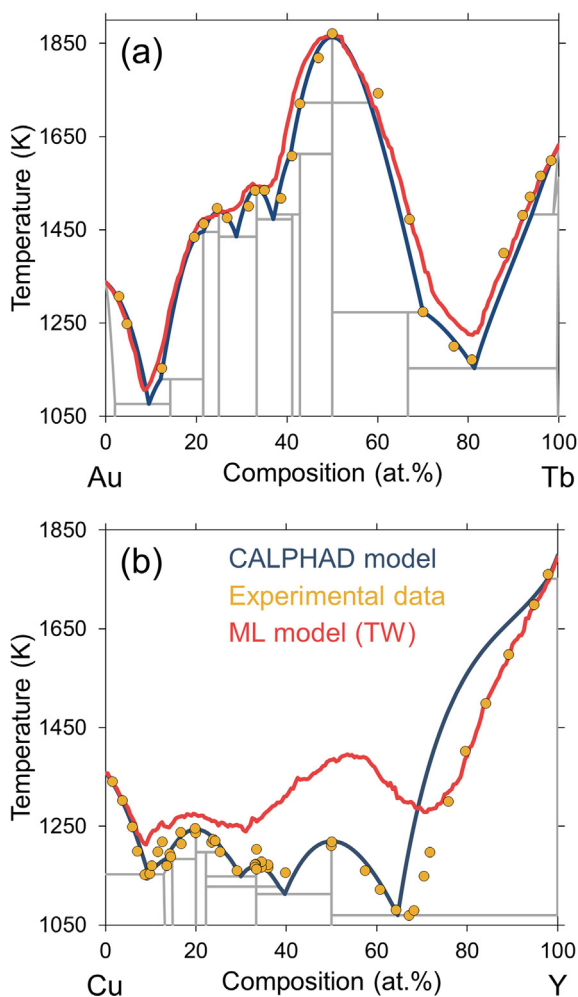 (a)
Temperature (K)
1850
1650
1450
1250
1050
0 20 40 60 80 100
Au Composition (at.%) Tb
(b)
CALPHAD model
Experimental data
ML model (TW)
Temperature (K)
1850
1650
1450
1250
1050
0 20 40 60 80 100
Cu Composition (at.%) Y